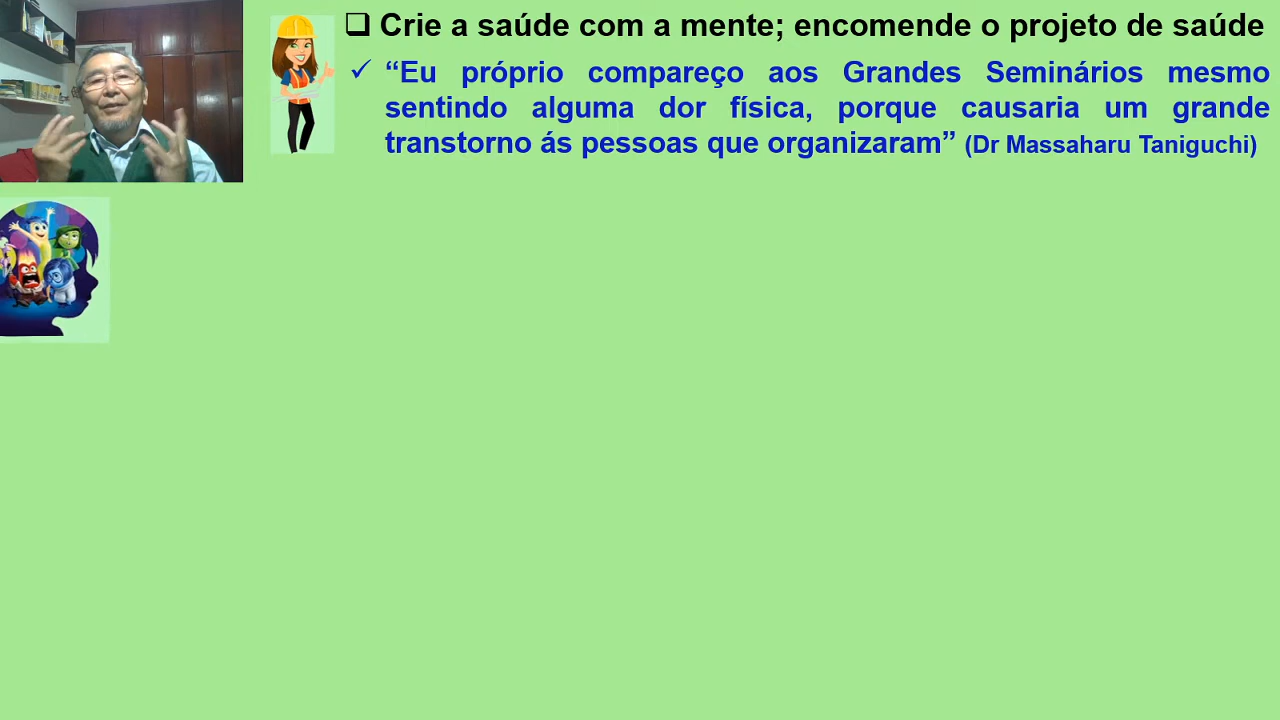 ❑ Crie a saúde com a mente; encomende o projeto de saúde
✓ “Eu próprio compareço aos Grandes Seminários mesmo
sentindo alguma dor física, porque causaria um grande
transtorno ás pessoas que organizaram” (Dr Massaharu Taniguchi)